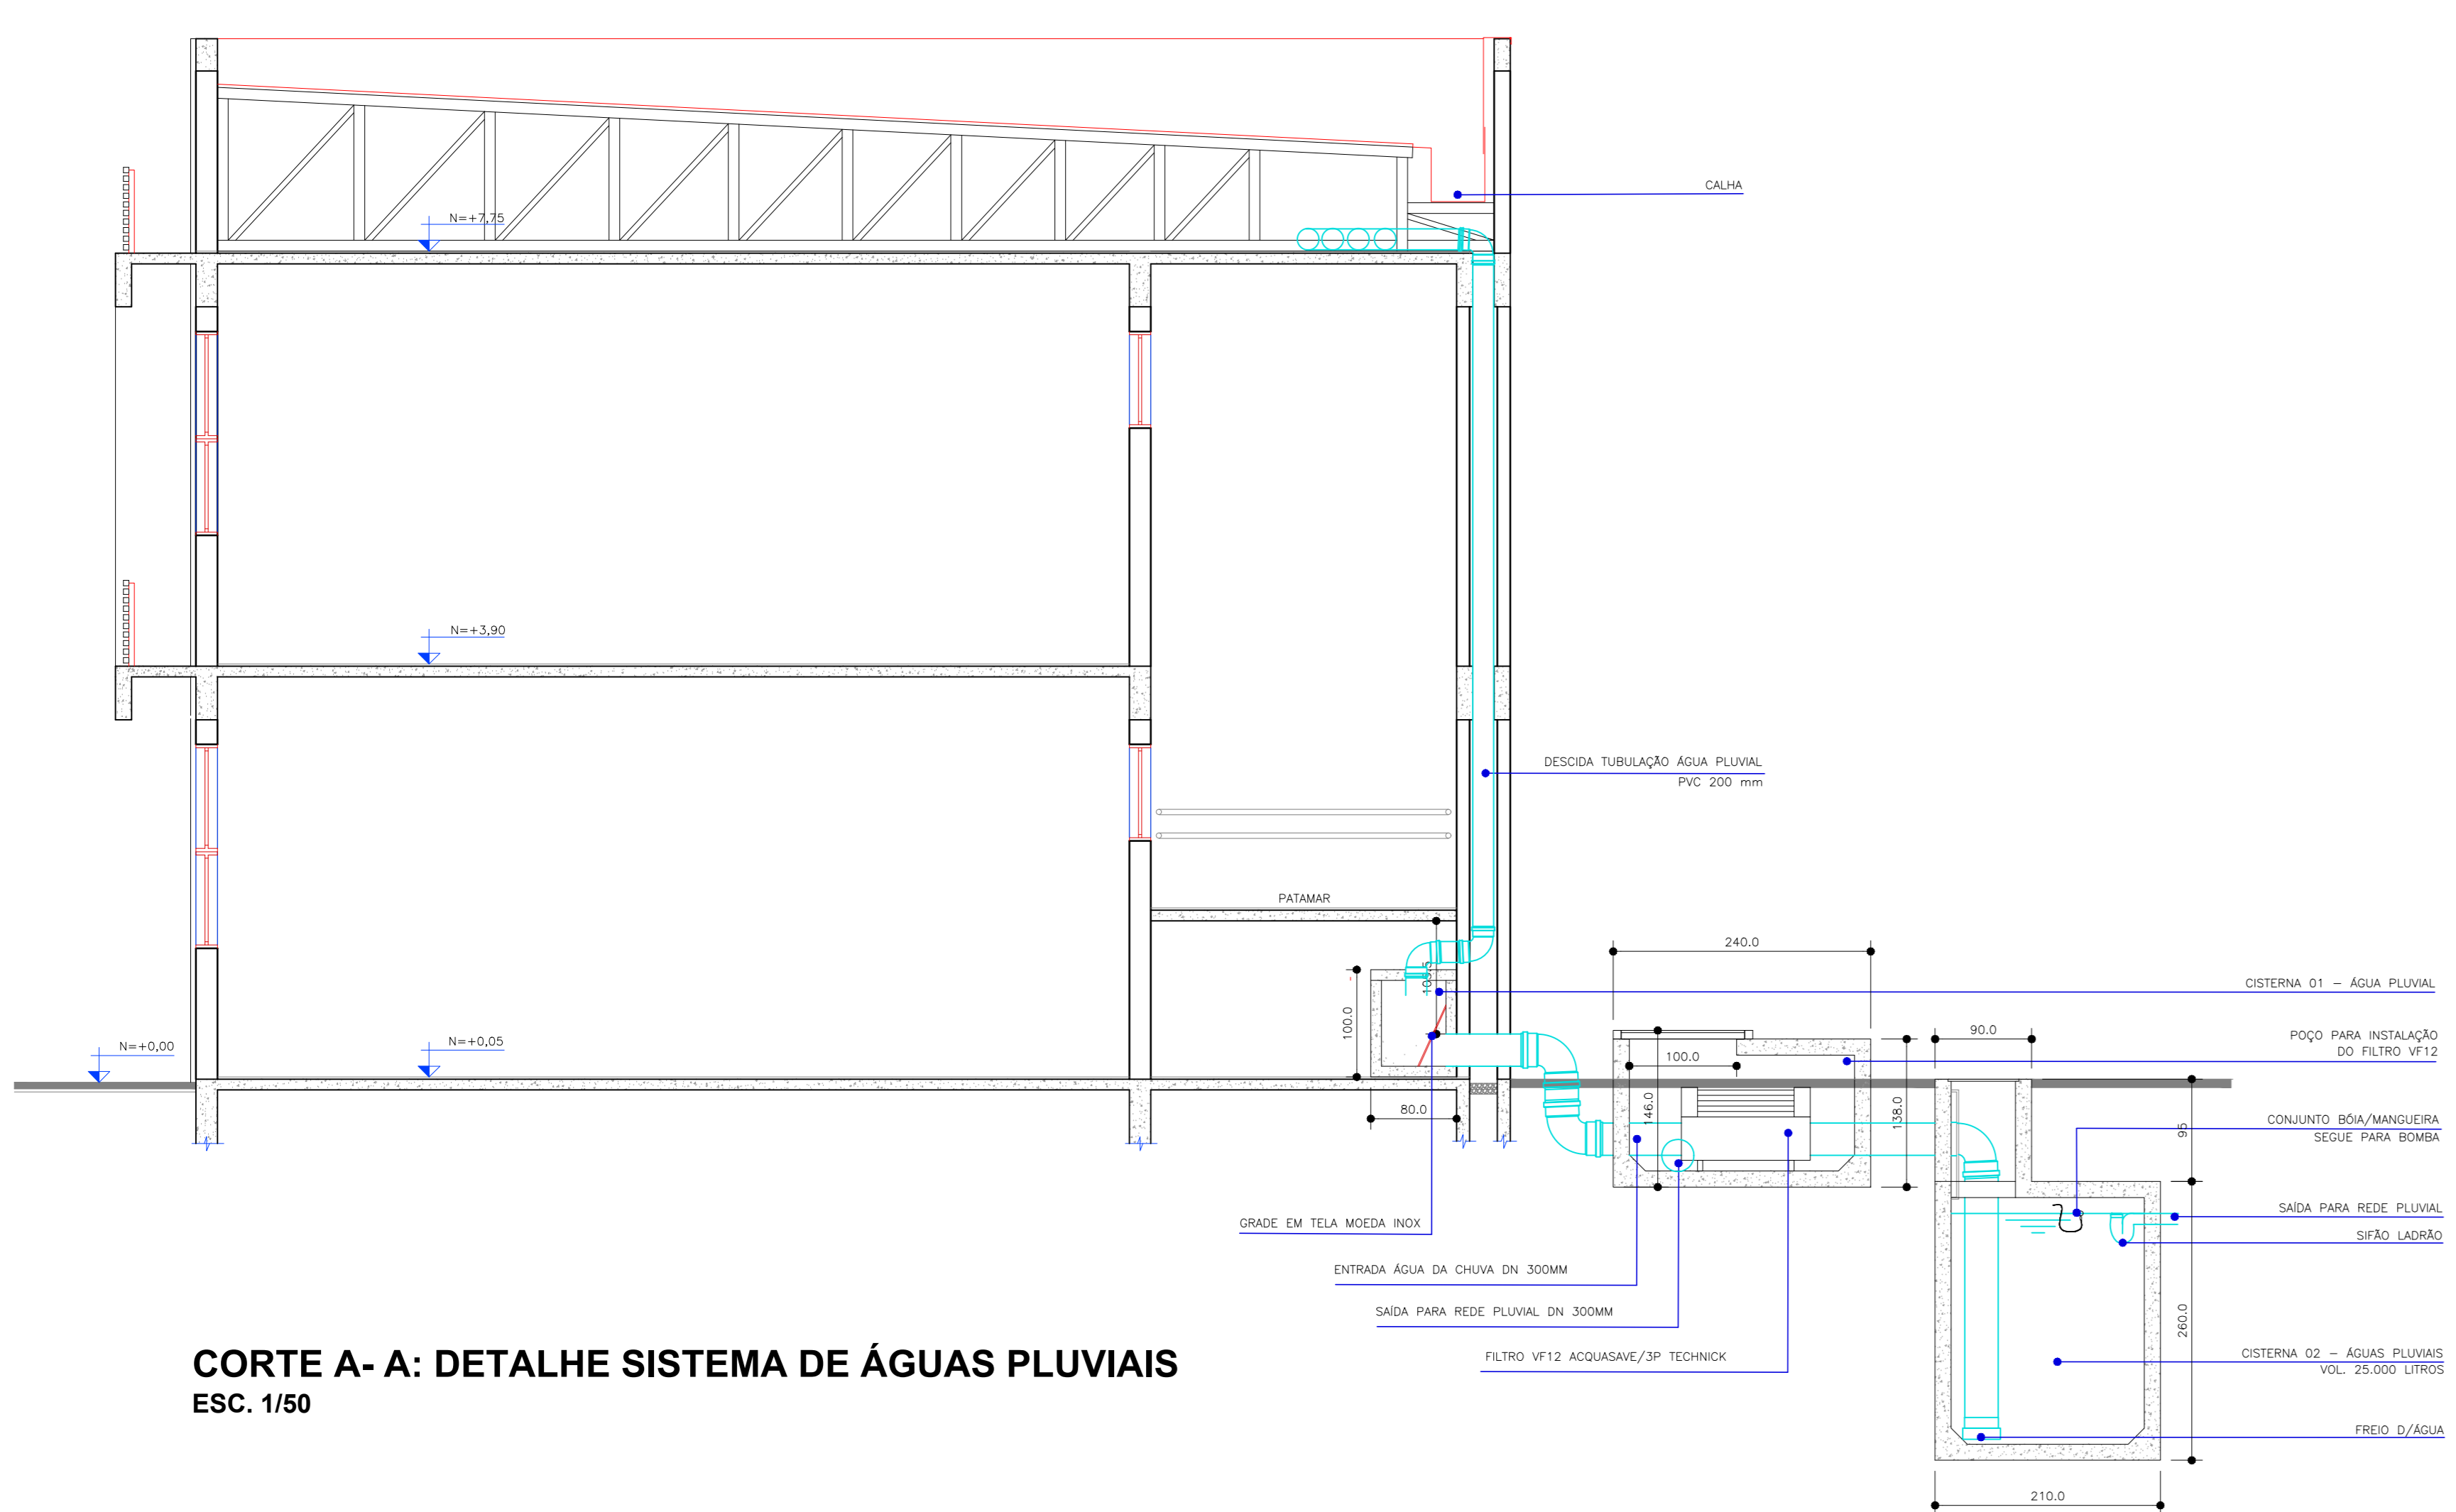 CALHA
N=+7,75
N=+3,90
DESCIDA TUBULAÇÃO ÁGUA PLUVIAL
PVC 200 mm
PATAMAR
240.0
CISTERNA 01 – ÁGUA PLUVIAL
100.0
90.0
POÇO PARA INSTALAÇÃO
DO FILTRO VF12
N=+0,00
N=+0,05
100.0
80.0
146.0
138.0
95
CONJUNTO BÓIA/MANGUEIRA
SEGUE PARA BOMBA
GRADE EM TELA MOEDA INOX
SAÍDA PARA REDE PLUVIAL
SIFÃO LADRÃO
ENTRADA ÁGUA DA CHUVA DN 300MM
SAÍDA PARA REDE PLUVIAL DN 300MM
260.0
FILTRO VF12 ACQUASAVE/3P TECHNICK
CISTERNA 02 – ÁGUAS PLUVIAIS
VOL. 25.000 LITROS
CORTE A- A: DETALHE SISTEMA DE ÁGUAS PLUVIAIS
ESC. 1/50
FREIO D/ÁGUA
210.0